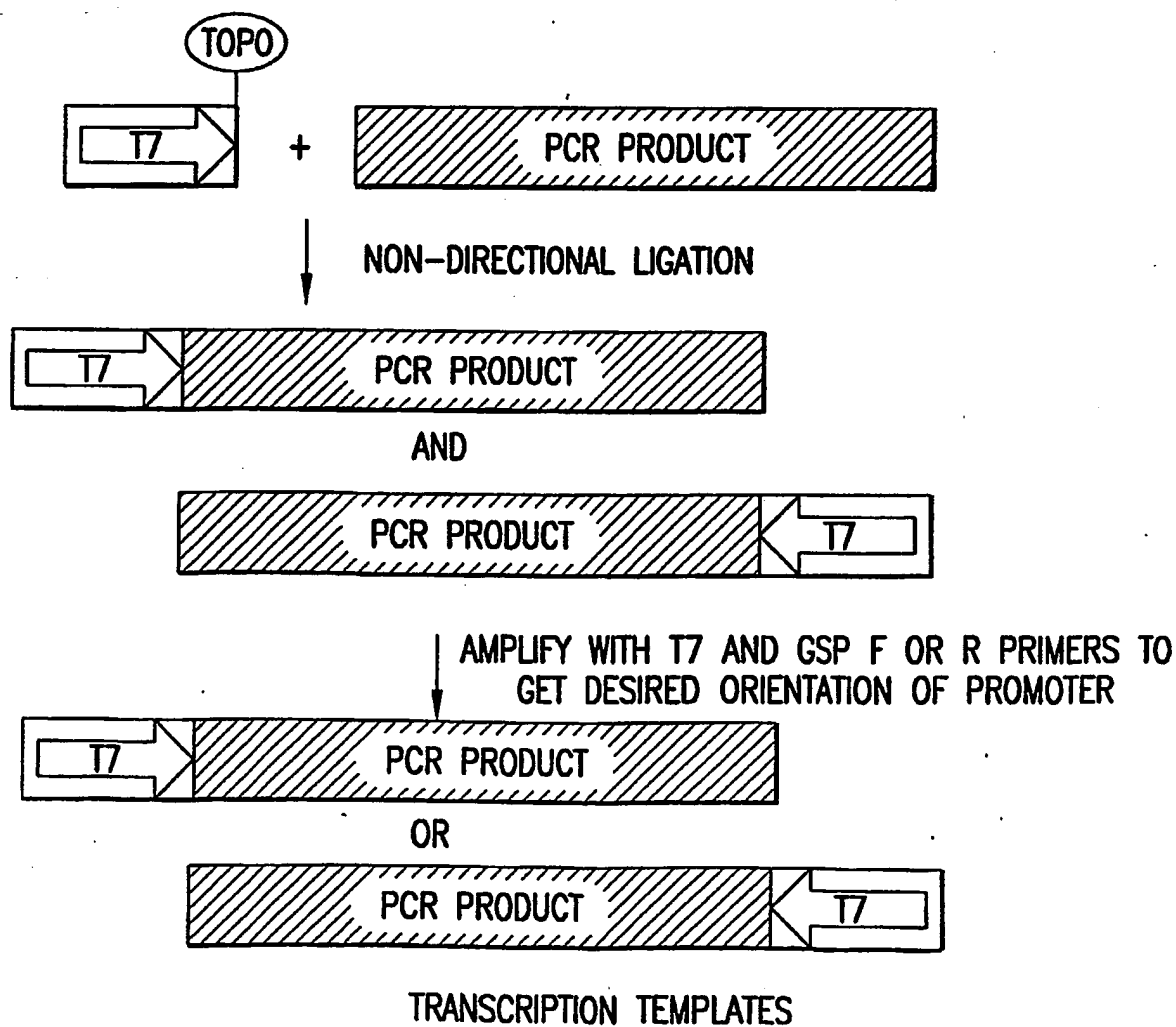 TOPO
T7 + PCR PRODUCT
NON-DIRECTIONAL LIGATION
T7 PCR PRODUCT
AND
PCR PRODUCT T7
AMPLIFY WITH T7 AND GSP F OR R PRIMERS TO
GET DESIRED ORIENTATION OF PROMOTER
T7 PCR PRODUCT
OR
PCR PRODUCT T7
TRANSCRIPTION TEMPLATES